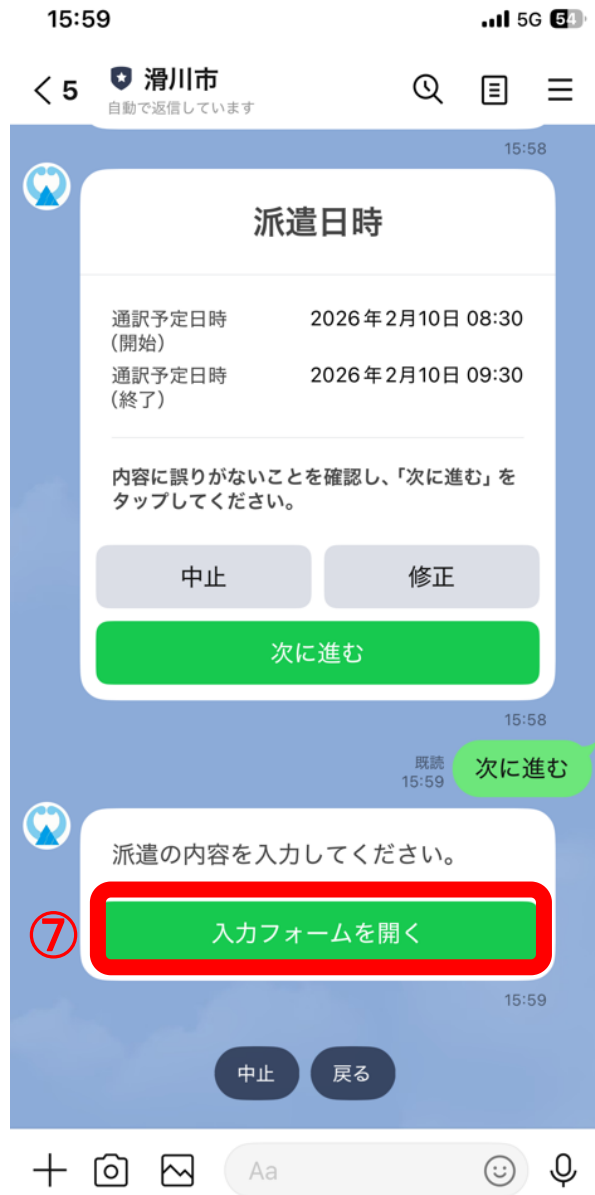 15:59
5G 54
5 滑川市
自動で返信しています
15:58
派遣日時
通訳予定日時 2026年2月10日 08:30
(開始)
通訳予定日時 2026年2月10日 09:30
(終了)
内容に誤りがないことを確認し、「次に進む」を
タップしてください。
中止 修正
次に進む
15:58
既読
15:59
次に進む
派遣の内容を入力してください。
⑦ 入力フォームを開く
15:59
中止 戻る
Aa